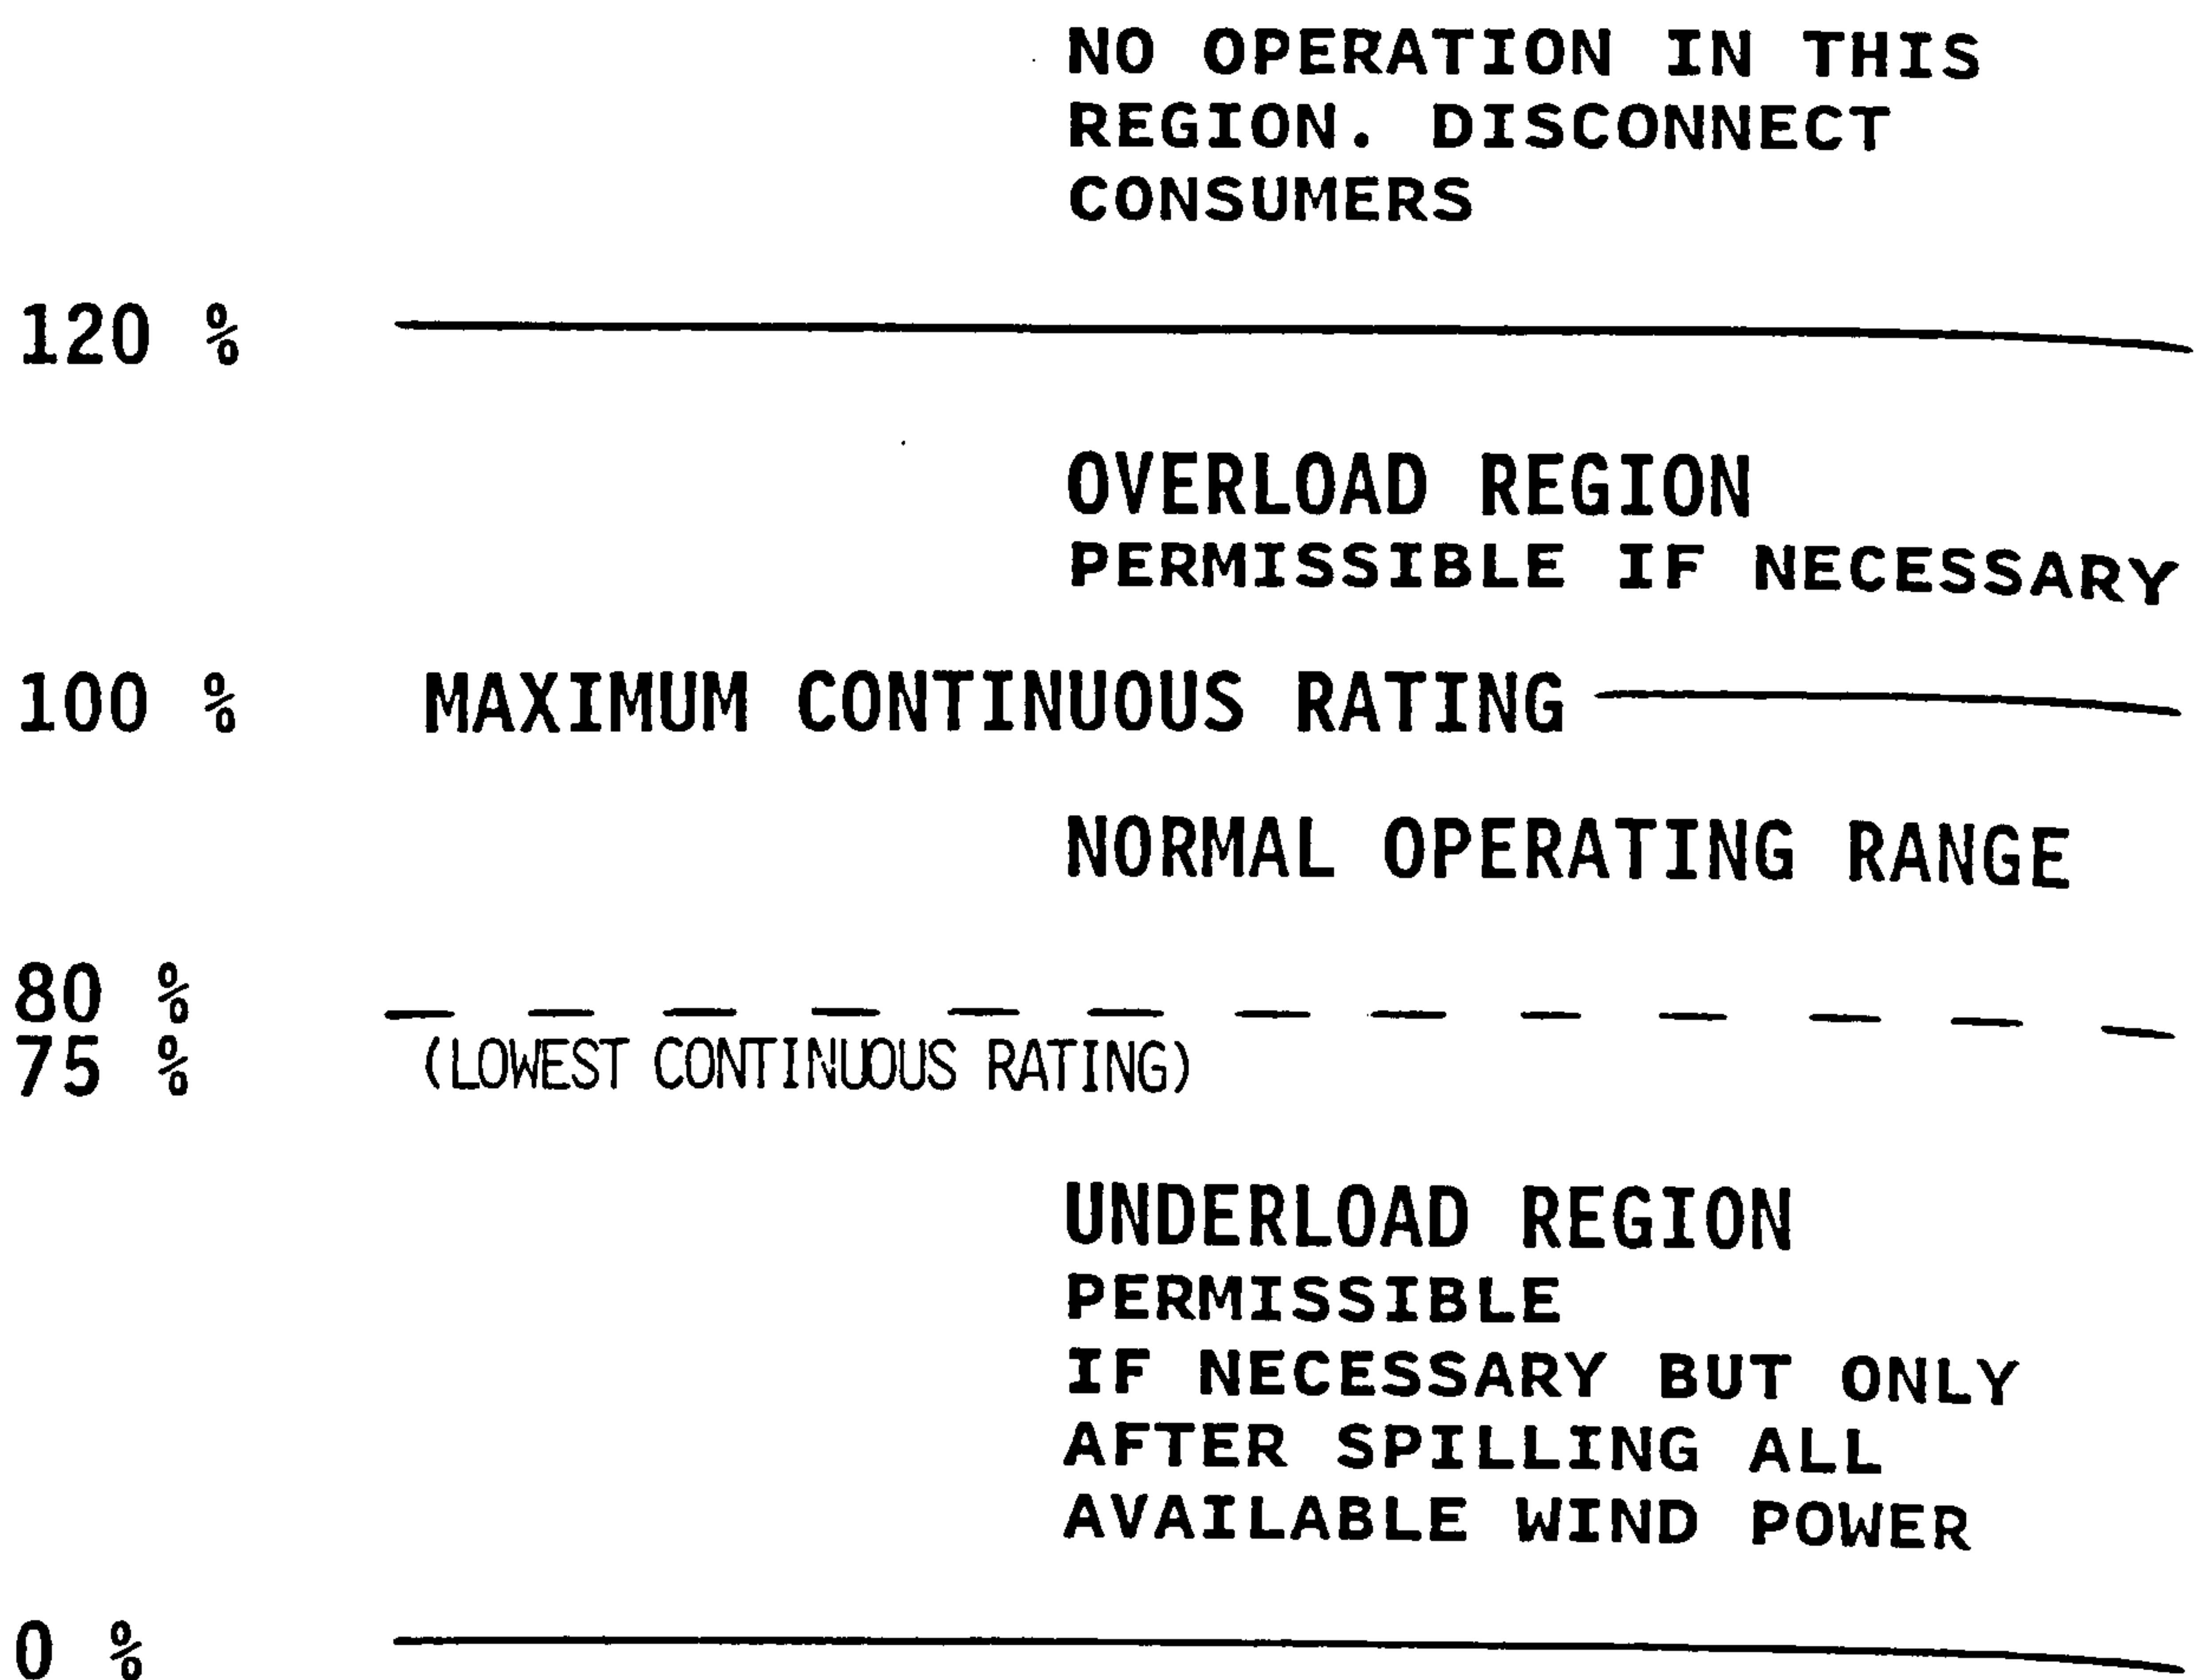 NO OPERATION IN THIS
REGION. DISCONNECT
CONSUMERS
120 %
OVERLOAD REGION
PERMISSIBLE IF NECESSARY
100 % MAXIMUM CONTINUOUS RATING
NORMAL OPERATING RANGE
80 %
75 % (LOWEST CONTINUOUS RATING)
UNDERLOAD REGION
PERMISSIBLE
IF NECESSARY BUT ONLY
AFTER SPILLING ALL
AVAILABLE WIND POWER
0 %